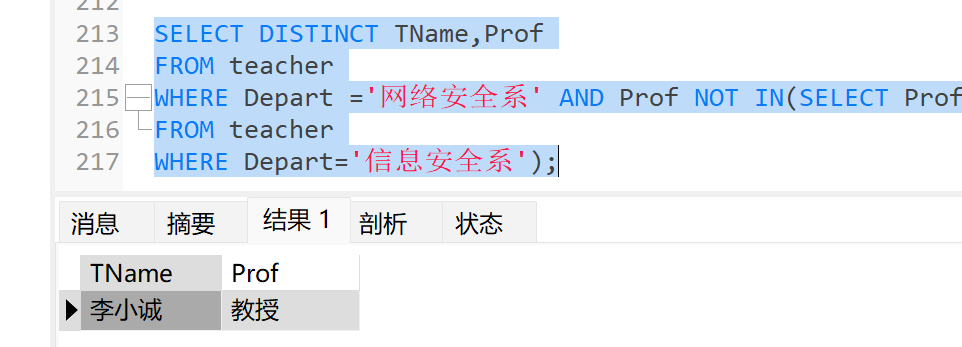 212
213 SELECT DISTINCT TName,Prof
214 FROM teacher
215 WHERE Depart ='网络安全系' AND Prof NOT IN(SELECT Prof
216 FROM teacher
217 WHERE Depart='信息安全系');
消息 摘要 结果 1 剖析 状态
TName Prof
李小诚 教授